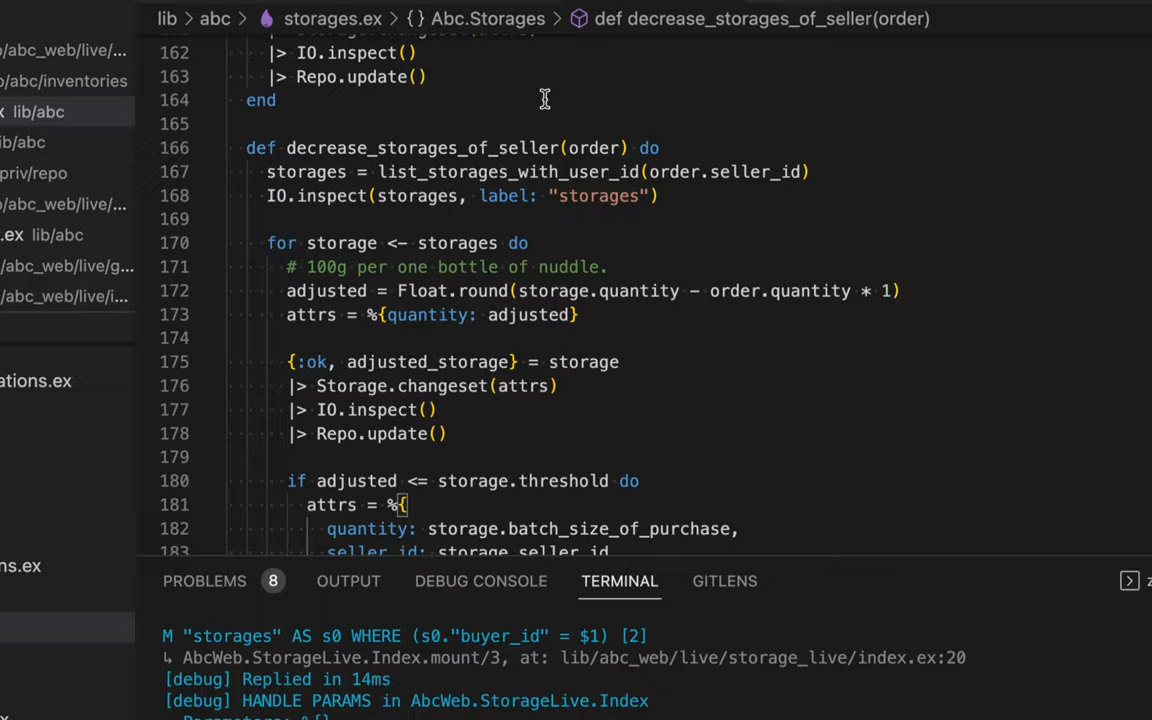 lib > abc > storages.ex > {} Abc.Storages > def decrease_storages_of_seller(order)
/abc_web/live/...
/abc/inventories
lib/abc
ib/abc
priv/repo
/abc_web/live/...
.ex lib/abc
/abc_web/live/g...
/abc_web/live/i...
ations.ex
ns.ex
162 |> IO.inspect()
163 |> Repo.update()
164 end
165
166 def decrease_storages_of_seller(order) do
167 storages = list_storages_with_user_id(order.seller_id)
168 IO.inspect(storages, label: "storages")
169
170 for storage <- storages do
171 # 100g per one bottle of nuddle.
172 adjusted = Float.round(storage.quantity - order.quantity * 1)
173 attrs = %{quantity: adjusted}
174
175 {:ok, adjusted_storage} = storage
176 |> Storage.changeset(attrs)
177 |> IO.inspect()
178 |> Repo.update()
179
180 if adjusted <= storage.threshold do
181 attrs = %{
182 quantity: storage.batch_size_of_purchase,
183 seller_id: storage.seller_id
PROBLEMS 8 OUTPUT DEBUG CONSOLE TERMINAL GITLENS
M "storages" AS s0 WHERE (s0."buyer_id" = $1) [2]
↳ AbcWeb.StorageLive.Index.mount/3, at: lib/abc_web/live/storage_live/index.ex:20
[debug] Replied in 14ms
[debug] HANDLE PARAMS in AbcWeb.StorageLive.Index
Parameters: %{}